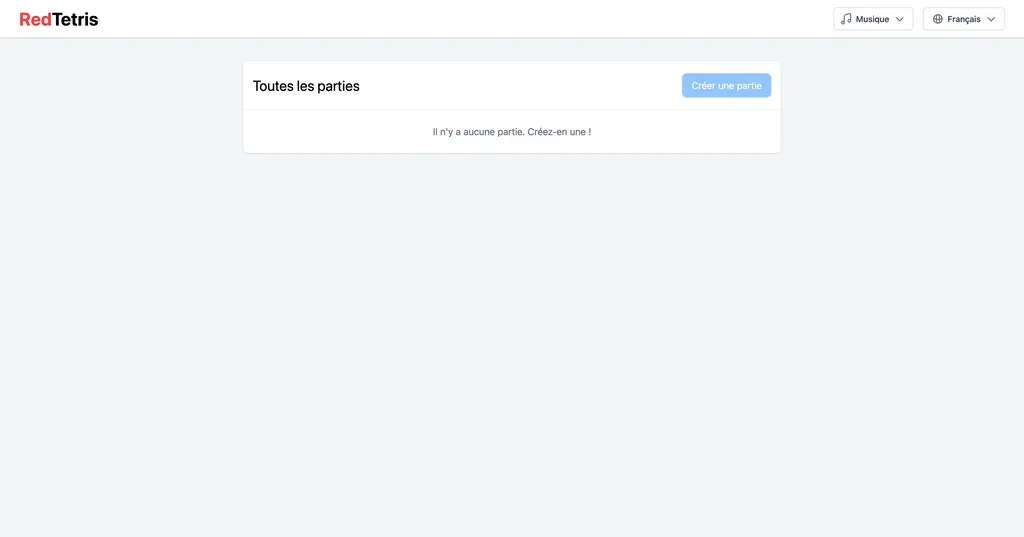 RedTetris
Musique
Français
Toutes les parties
Créer une partie
Il n'y a aucune partie. Créez-en une !